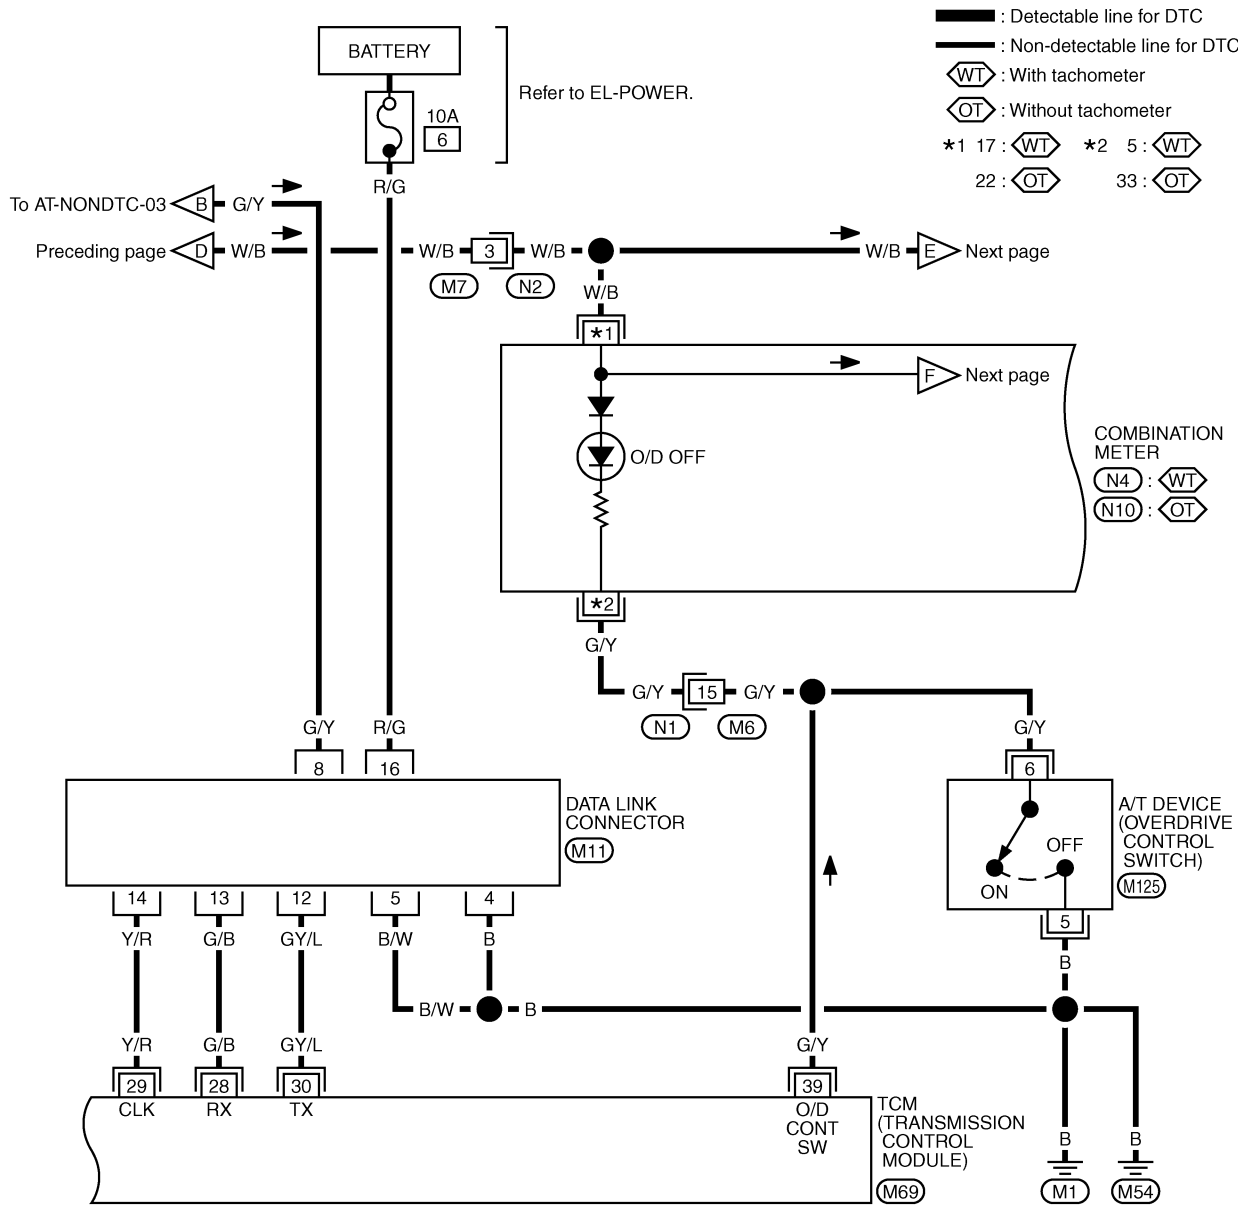 : Detectable line for DTC
: Non-detectable line for DTC
WT : With tachometer
OT : Without tachometer
*1 17 : WT *2 5 : WT
22 : OT 33 : OT
BATTERY
Refer to EL-POWER.
10A
6
R/G
To AT-NONDTC-03 B G/Y
Preceding page D W/B W/B 3 W/B W/B E Next page
M7 N2
W/B
*1
F Next page
O/D OFF
COMBINATION
METER
N4 : WT
N10 : OT
*2
G/Y
G/Y 15 G/Y
N1 M6
G/Y R/G G/Y
8 16 6
DATA LINK
CONNECTOR
M11
A/T DEVICE
(OVERDRIVE
CONTROL
SWITCH)
M125
OFF
ON
14 13 12 5 4
5
Y/R G/B GY/L B/W B
B
B/W B
Y/R G/B GY/L G/Y
29 28 30 39
CLK RX TX O/D
CONT
SW
TCM
(TRANSMISSION
CONTROL
MODULE)
M69
B B
M1 M54